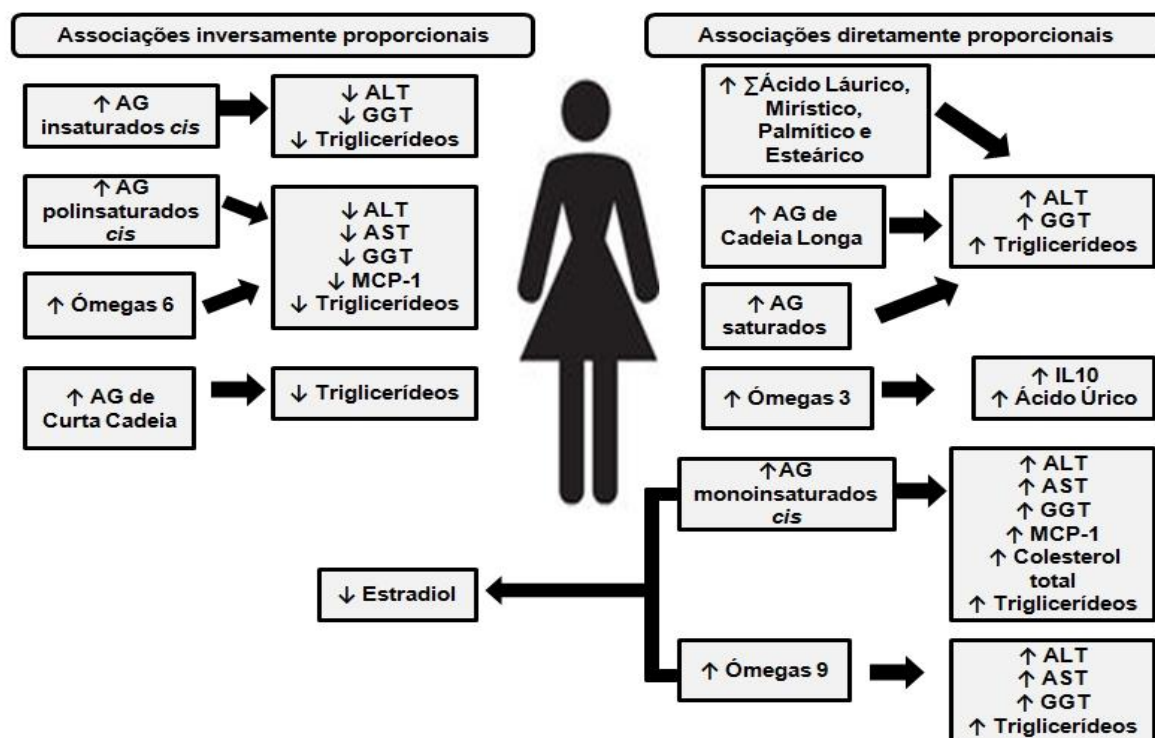 Associações inversamente proporcionais
↑ AG
insaturados cis
↓ ALT
↓ GGT
↓ Triglicerídeos
↑ AG
polinsaturados
cis
↑ Ómegas 6
↓ ALT
↓ AST
↓ GGT
↓ MCP-1
↓ Triglicerídeos
↑ AG de
Curta Cadeia
↓ Triglicerídeos
↓ Estradiol
Associações diretamente proporcionais
↑ ∑Ácido Láurico,
Mirístico,
Palmítico e
Esteárico
↑ AG de
Cadeia Longa
↑ AG
saturados
↑ ALT
↑ GGT
↑ Triglicerídeos
↑ Ómegas 3
↑ IL10
↑ Ácido Úrico
↑AG
monoinsaturados
cis
↑ ALT
↑ AST
↑ GGT
↑ MCP-1
↑ Colesterol
total
↑ Triglicerídeos
↑ Ómegas 9
↑ ALT
↑ AST
↑ GGT
↑ Triglicerídeos